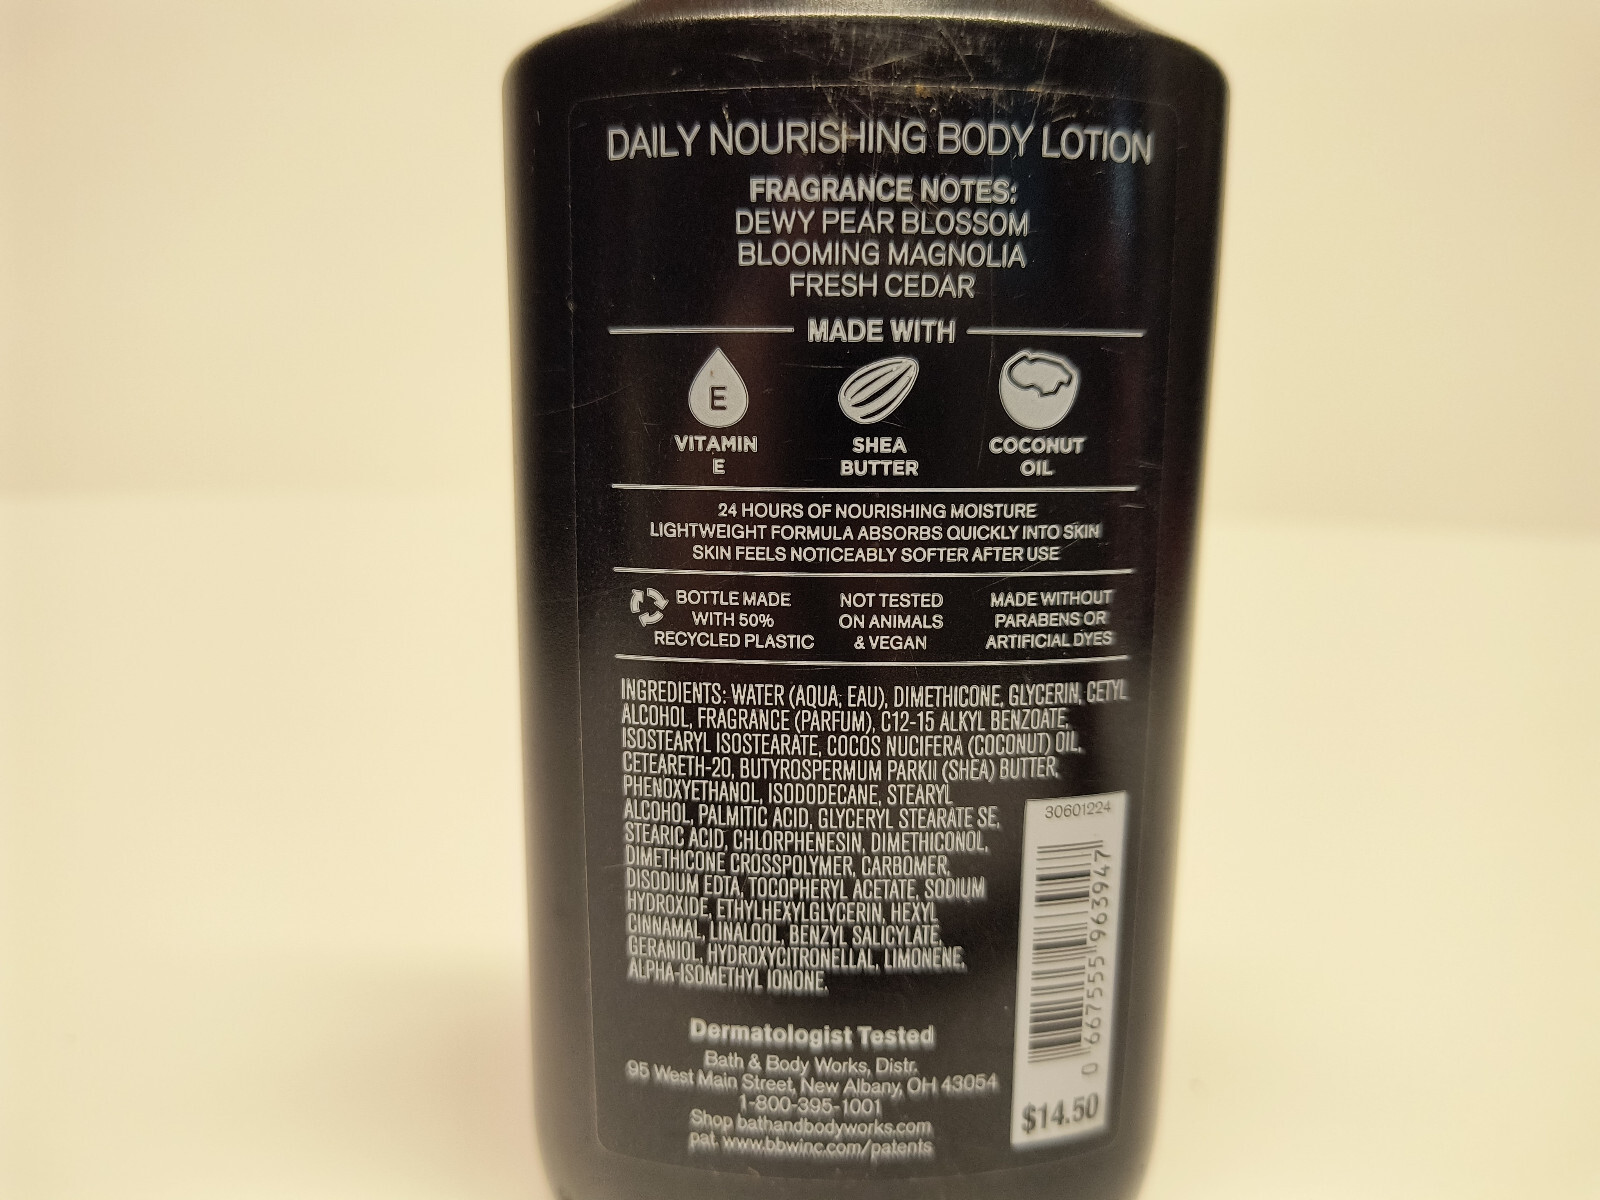 DAILY NOURISHING BODY LOTION
FRAGRANCE NOTES:
DEWY PEAR BLOSSOM
BLOOMING MAGNOLIA
FRESH CEDAR
MADE WITH
E
VITAMIN
E
SHEA
BUTTER
COCONUT
OIL
24 HOURS OF NOURISHING MOISTURE
LIGHTWEIGHT FORMULA ABSORBS QUICKLY INTO SKIN
SKIN FEELS NOTICEABLY SOFTER AFTER USE
BOTTLE MADE
WITH 50%
RECYCLED PLASTIC
NOT TESTED
ON ANIMALS
& VEGAN
MADE WITHOUT
PARABENS OR
ARTIFICIAL DYES
INGREDIENTS: WATER (AQUA, EAU), DIMETHICONE, GLYCERIN, CETYL
ALCOHOL, FRAGRANCE (PARFUM), C12-15 ALKYL BENZOATE,
ISOSTEARYL ISOSTEARATE, COCOS NUCIFERA (COCONUT) OIL,
CETEARETH-20, BUTYROSPERMUM PARKII (SHEA) BUTTER,
PHENOXYETHANOL, ISODODECANE, STEARYL
ALCOHOL, PALMITIC ACID, GLYCERYL STEARATE SE,
STEARIC ACID, CHLORPHENESIN, DIMETHICONOL,
DIMETHICONE CROSSPOLYMER, CARBOMER,
DISODIUM EDTA, TOCOPHERYL ACETATE, SODIUM
HYDROXIDE, ETHYLHEXYLGLYCERIN, HEXYL
CINNAMAL, LINALOOL, BENZYL SALICYLATE,
GERANIOL, HYDROXYCITRONELLAL, LIMONENE,
ALPHA-ISOMETHYL IONONE.
30601224
0 667555 963947
$14.50
Dermatologist Tested
Bath & Body Works, Distr.
95 West Main Street, New Albany, OH 43054
1-800-395-1001
Shop bathandbodyworks.com
pat. www.bbwinc.com/patents